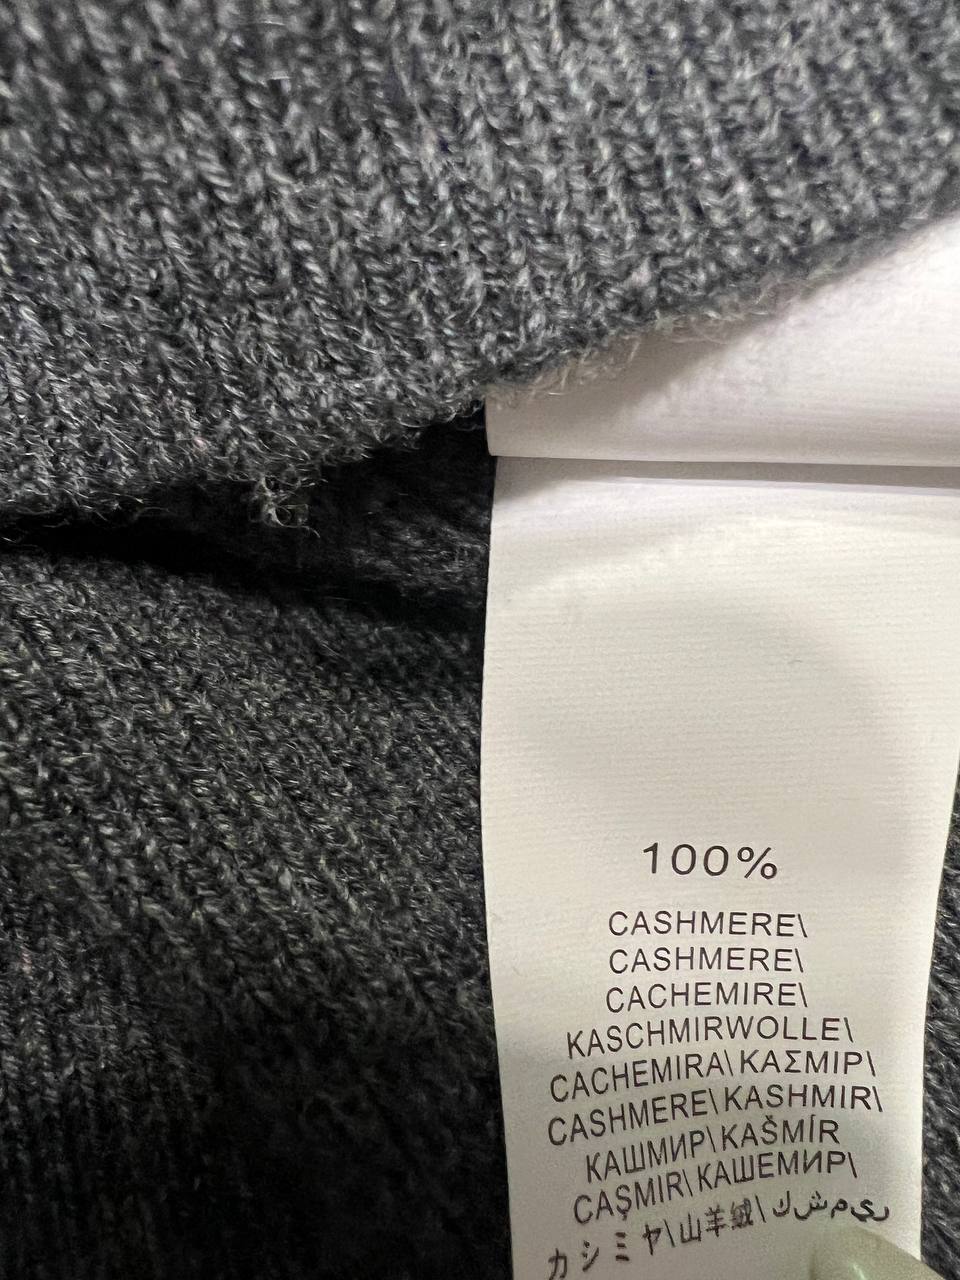 100%
CASHMERE\
CASHMERE\
CACHEMIRE\
KASCHMIRWOLLE\
CACHEMIRA\ ΚΑΣΜΙΡ\
CASHMERE\ KASHMIR\
КАШМИР\ KAŠMÍR
CAŞMIR\ КАШЕМИР\
カシミヤ\ 山羊绒\ كشمير